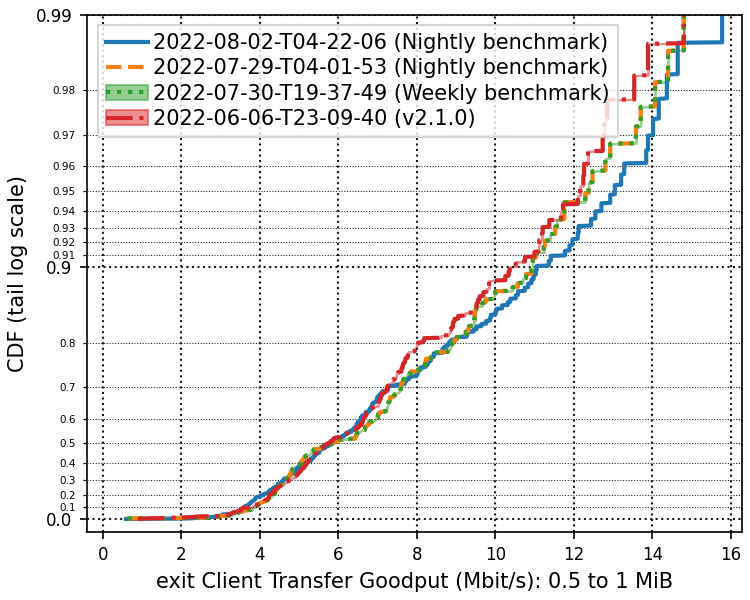 0.99
2022-08-02-T04-22-06 (Nightly benchmark)
2022-07-29-T04-01-53 (Nightly benchmark)
2022-07-30-T19-37-49 (Weekly benchmark)
2022-06-06-T23-09-40 (v2.1.0)
0.98
0.97
0.96
0.95
0.94
0.93
0.92
0.91
0.9
0.8
0.7
0.6
0.5
0.4
0.3
0.2
0.1
0.0
CDF (tail log scale)
0 2 4 6 8 10 12 14 16
exit Client Transfer Goodput (Mbit/s): 0.5 to 1 MiB